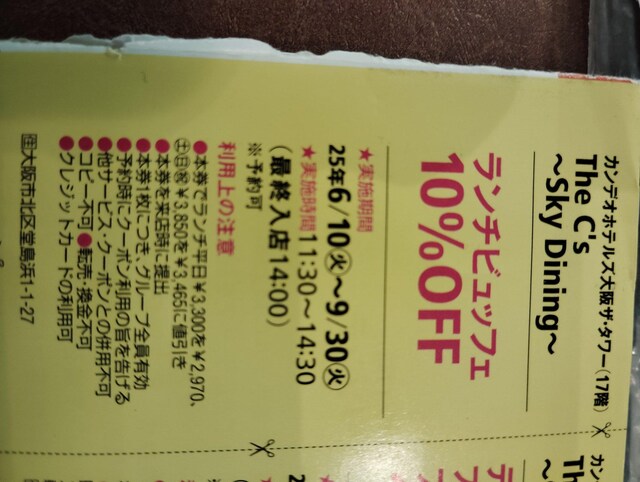 カンデオホテルズ大阪ザ・タワー(17階)
The C's
～Sky Dining～
ランチビュッフェ
10%OFF
★実施期間
25年6/10㊋～9/30㊋
★実施時間11:30～14:30
(最終入店14:00)
※予約可
利用上の注意
●本券でランチ平日¥3,300を¥2,970、
㊏㊐祝¥3,850を¥3,465に値引き
●本券を来店時に提出
●本券1枚につき、グループ全員有効
●予約時にクーポン利用の旨を告げる
●他サービス・クーポンとの併用不可
●コピー不可●転売・換金不可
●クレジットカードの利用可
大阪市北区堂島浜1-1-27